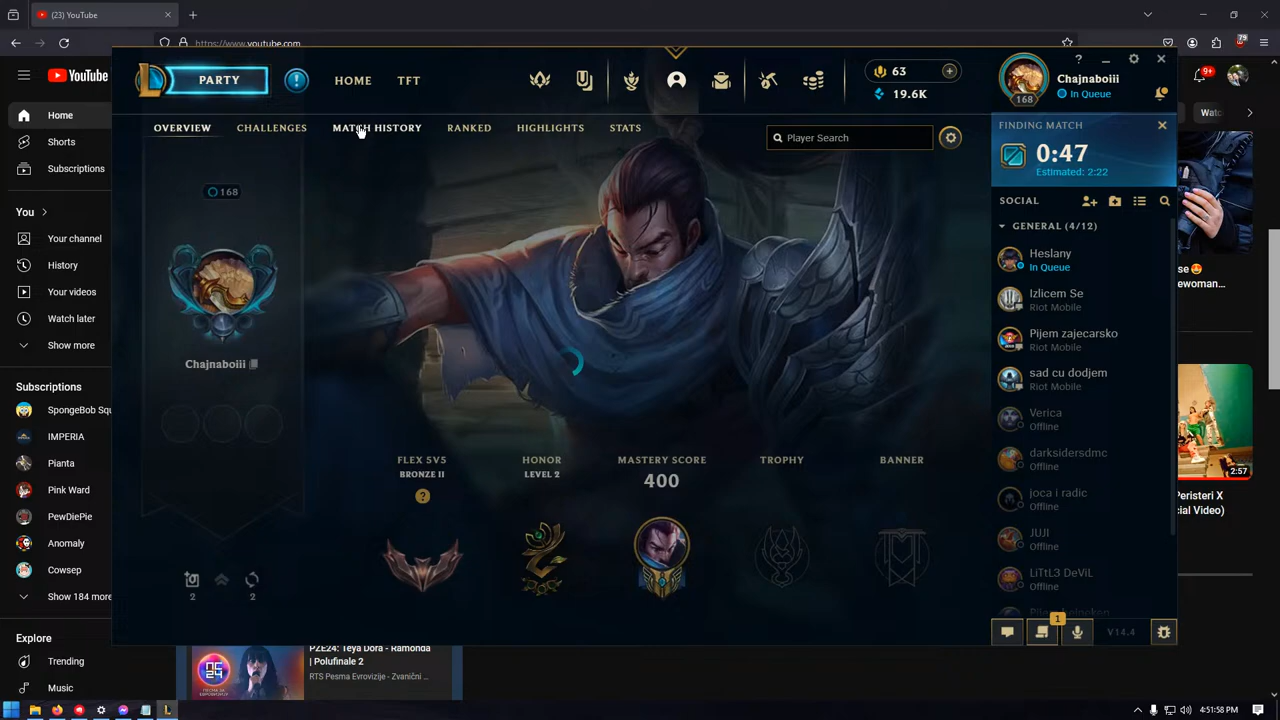 (23) YouTube
https://www.youtube.com
79
YouTube
9+
Home
Shorts
Subscriptions
You
Your channel
History
Your videos
Watch later
Show more
Subscriptions
SpongeBob Squ
IMPERIA
Pianta
Pink Ward
PewDiePie
Anomaly
Cowsep
Show 184 more
Explore
Trending
Music
PARTY
HOME
TFT
63
19.6K
168
Chajnaboiii
In Queue
OVERVIEW
CHALLENGES
MATCH HISTORY
RANKED
HIGHLIGHTS
STATS
Player Search
168
Chajnaboiii
2
2
FLEX 5V5
BRONZE II
?
HONOR
LEVEL 2
MASTERY SCORE
400
TROPHY
BANNER
FINDING MATCH
0:47
Estimated: 2:22
SOCIAL
GENERAL (4/12)
Heslany
In Queue
Izlicem Se
Riot Mobile
Pijem zajecarsko
Riot Mobile
sad cu dodjem
Riot Mobile
Verica
Offline
darksidersdmc
Offline
joca i radic
Offline
JUJI
Offline
LiTtL3 DeViL
Offline
1
V14.4
Watc
se
ewoman...
2:57
Peristeri X
cial Video)
PZE24: Teya Dora - Ramonda
| Polufinale 2
RTS Pesma Evrovizije - Zvanični ...
4:51:58 PM